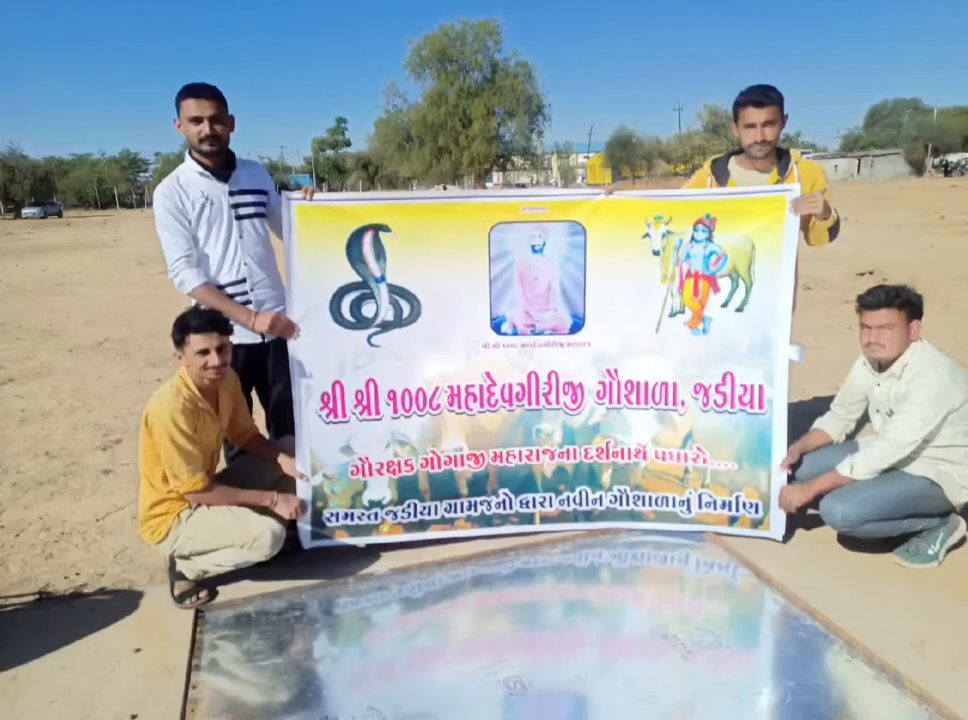 શ્રી શ્રી ૧૦૦૮ મહાદેવગીરીજી ગૌશાળા, જડીયા
ગૌરક્ષક ગોગાજી મહારાજના દર્શનાર્થે પધારો....
સમસ્ત જડીયા ગ્રામજનો દ્વારા નવીન ગૌશાળાનું નિર્માણ